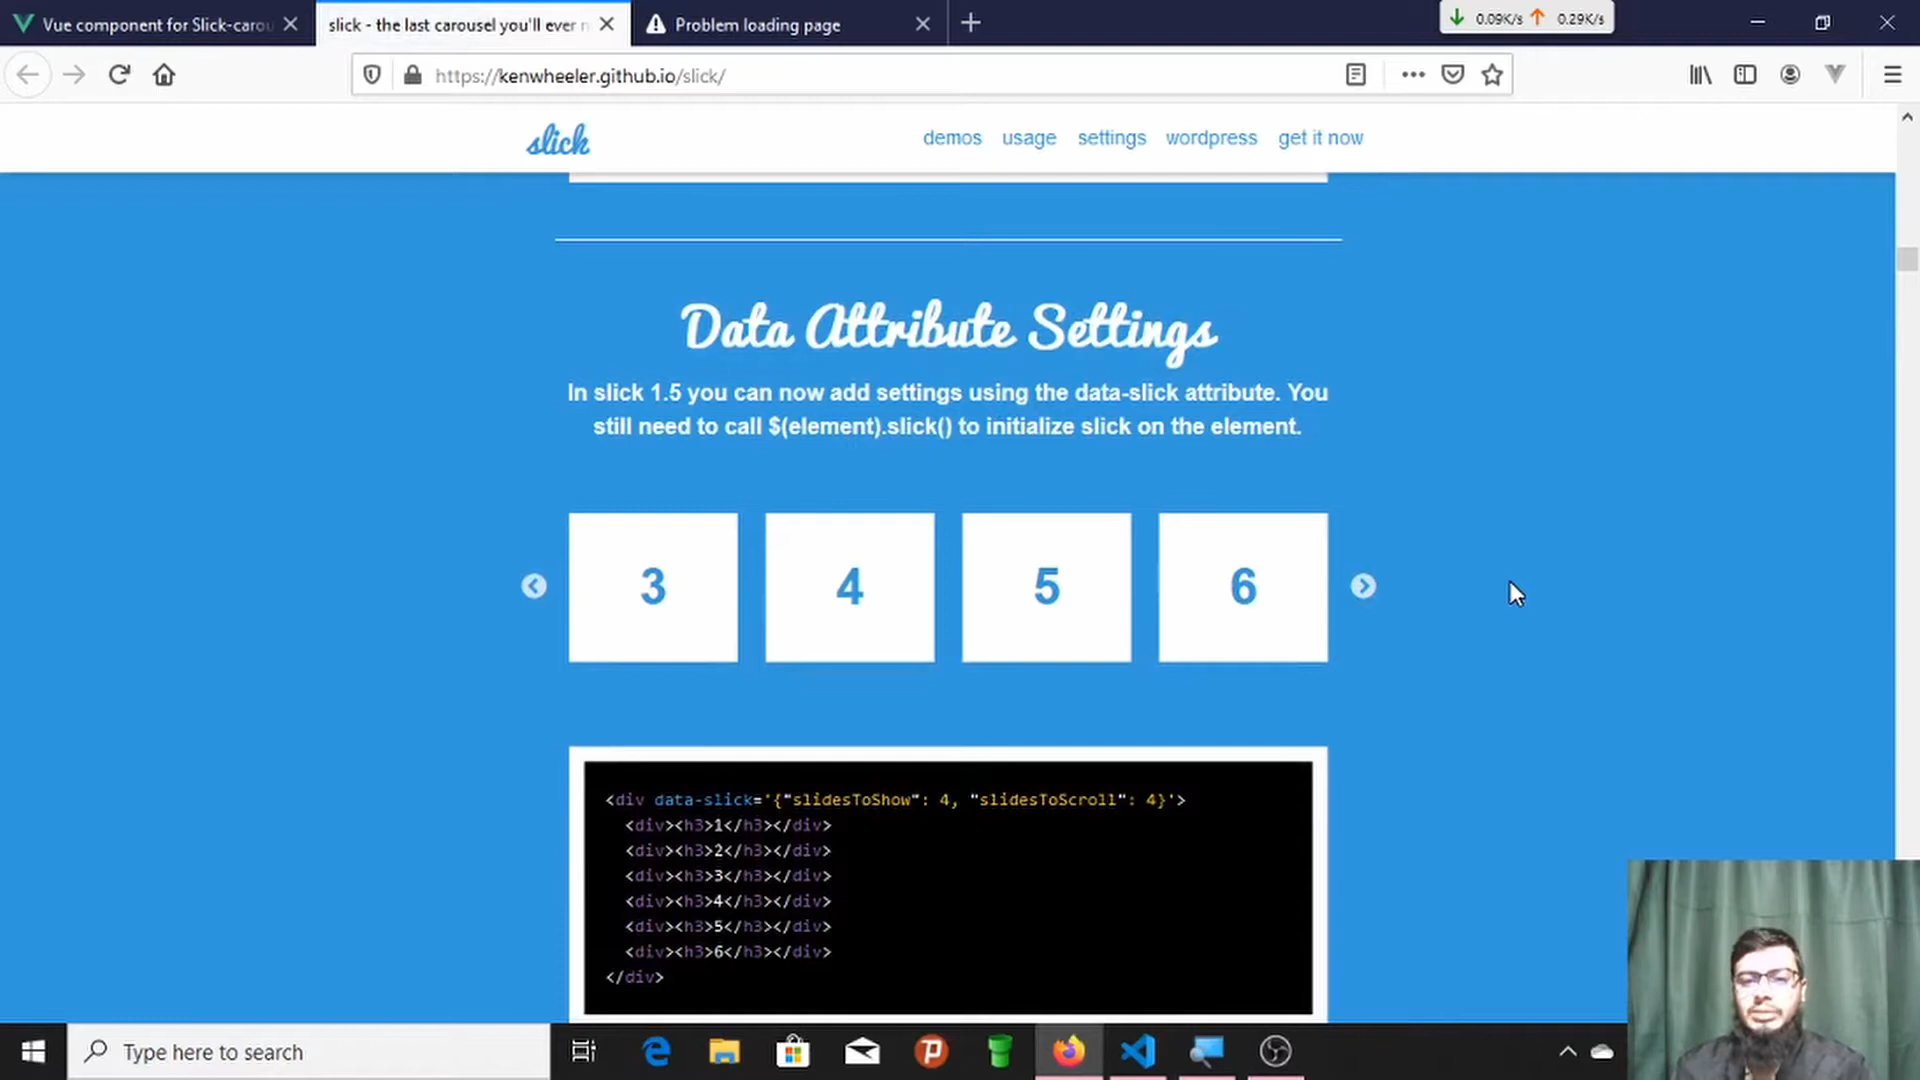 Vue component for Slick-carou
slick - the last carousel you'll ever n
Problem loading page
0.09K/s
0.29K/s
https://kenwheeler.github.io/slick/
slick
demos
usage
settings
wordpress
get it now
Data Attribute Settings
In slick 1.5 you can now add settings using the data-slick attribute. You
still need to call $(element).slick() to initialize slick on the element.
3
4
5
6
<div data-slick='{"slidesToShow": 4, "slidesToScroll": 4}'>
<div><h3>1</h3></div>
<div><h3>2</h3></div>
<div><h3>3</h3></div>
<div><h3>4</h3></div>
<div><h3>5</h3></div>
<div><h3>6</h3></div>
</div>
Type here to search